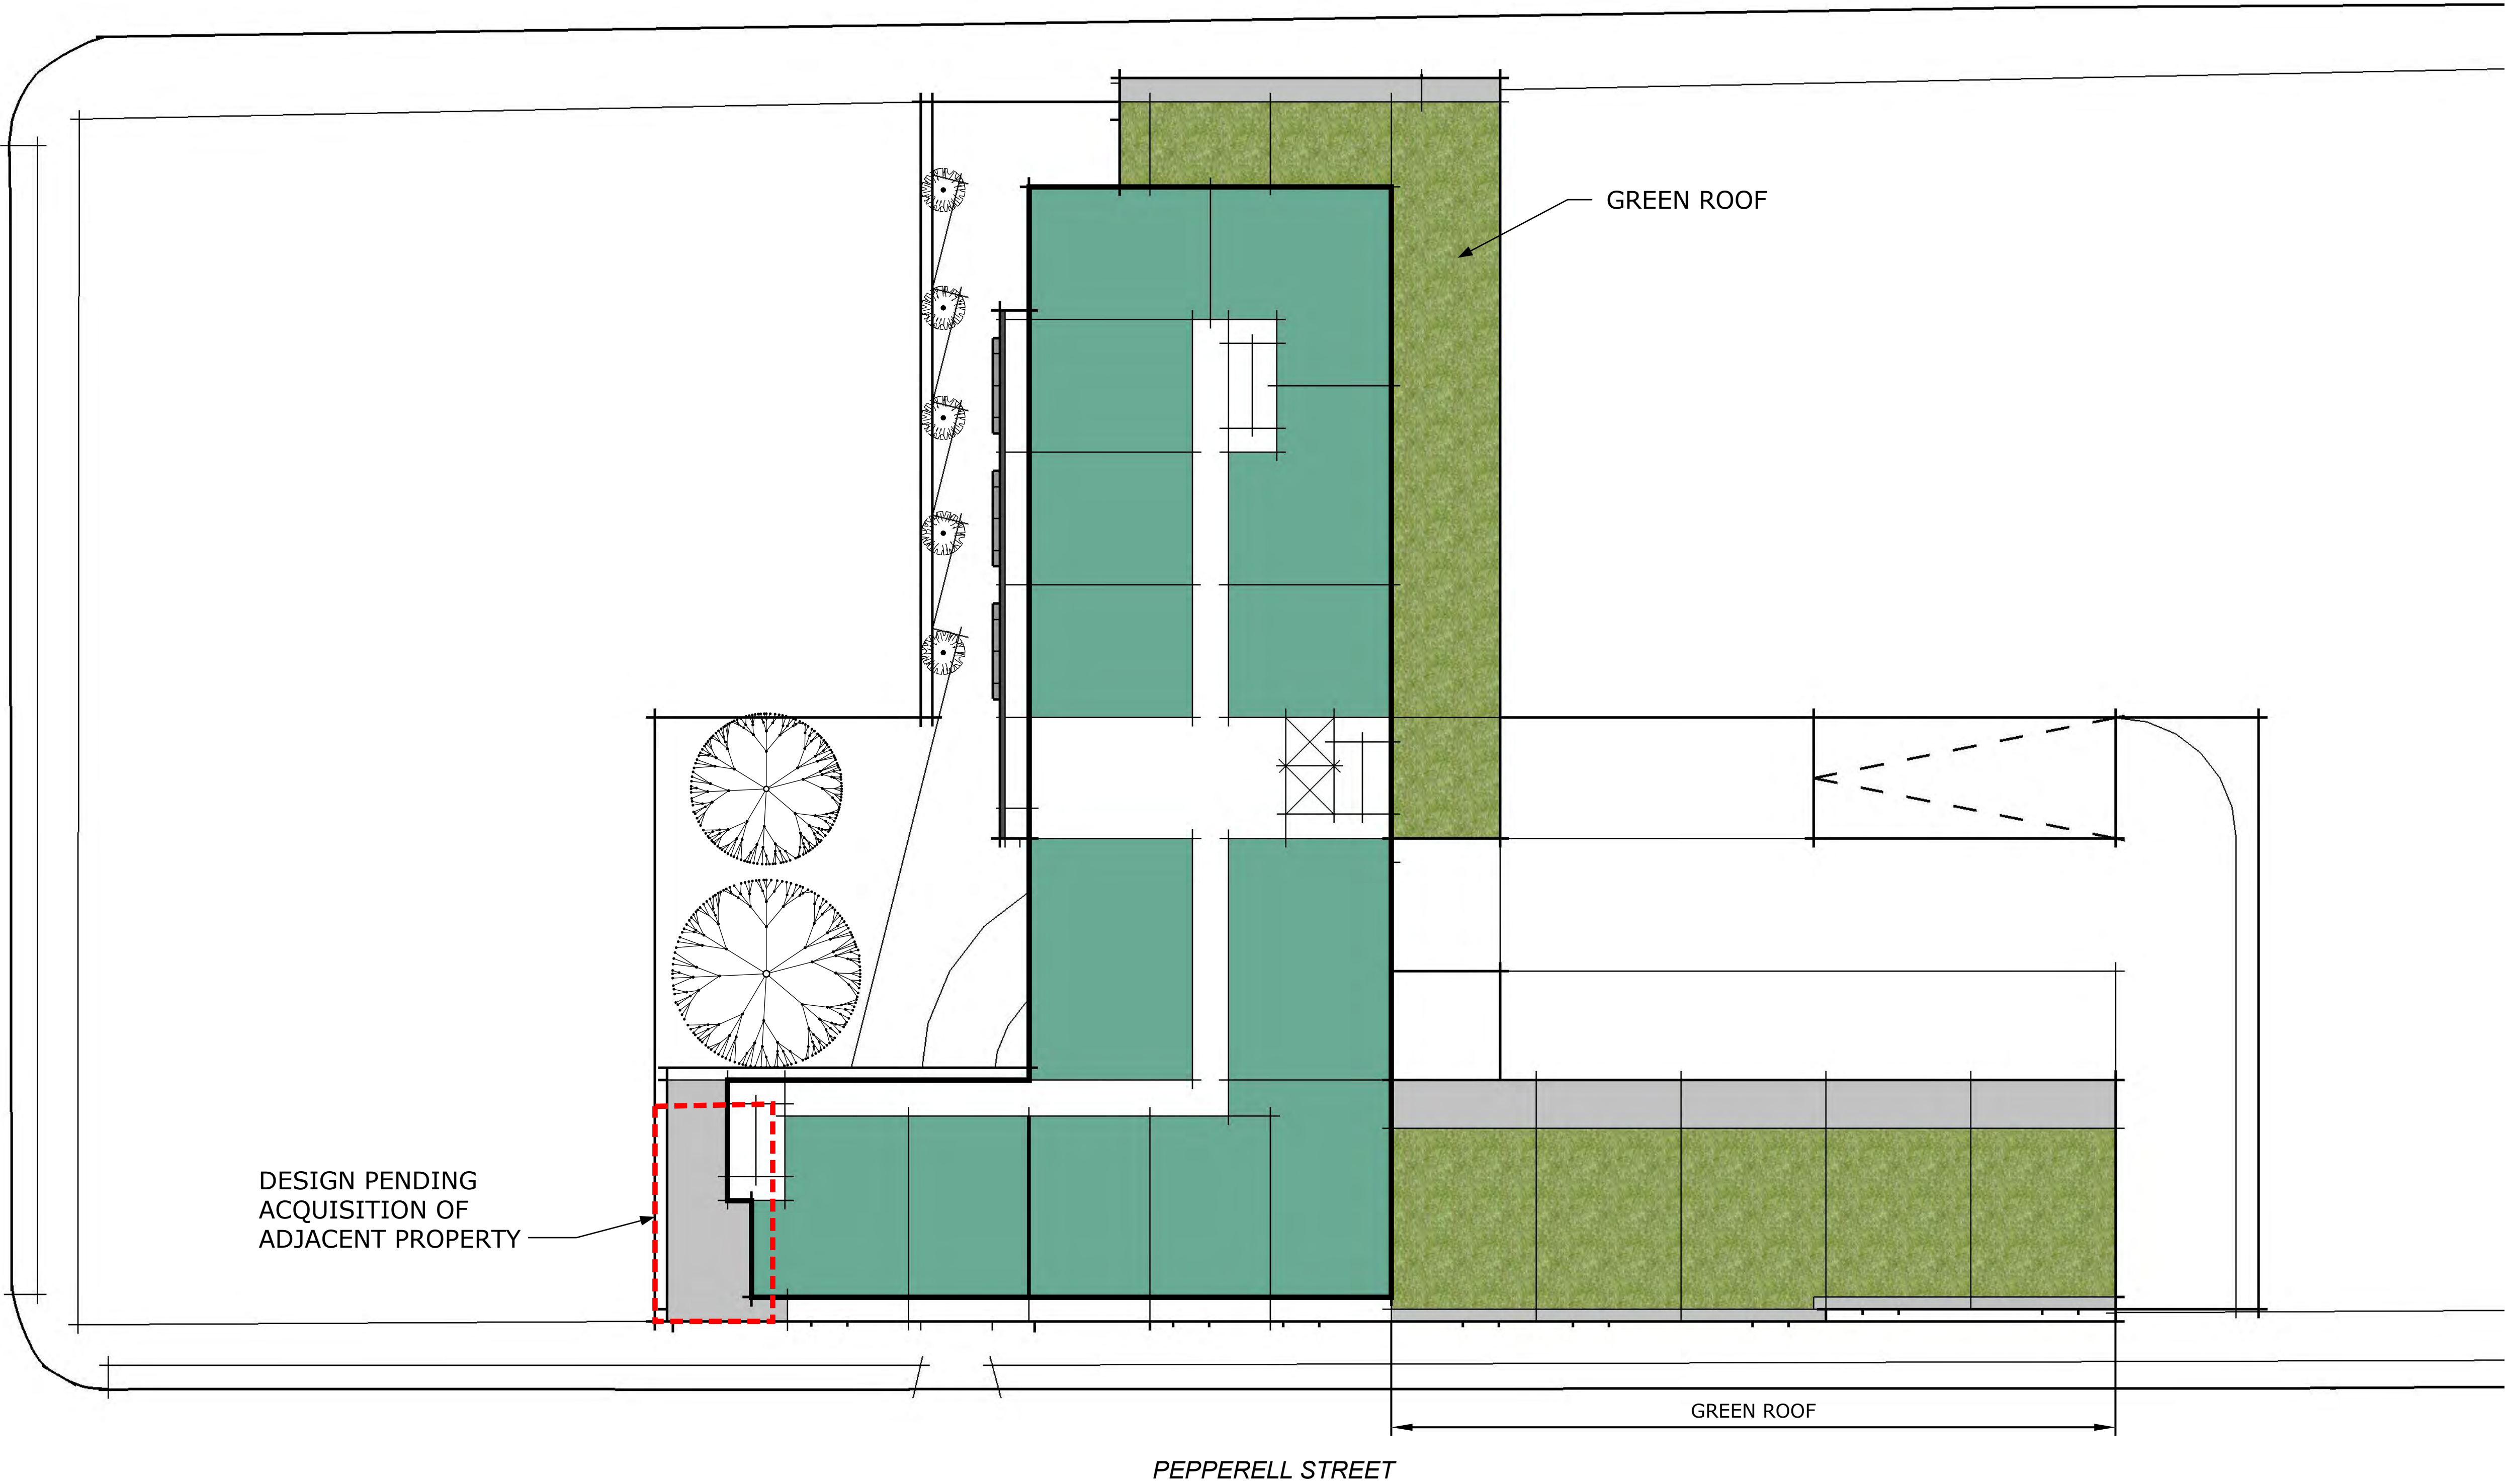 GREEN ROOF
DESIGN PENDING
ACQUISITION OF
ADJACENT PROPERTY
GREEN ROOF
PEPPERELL STREET